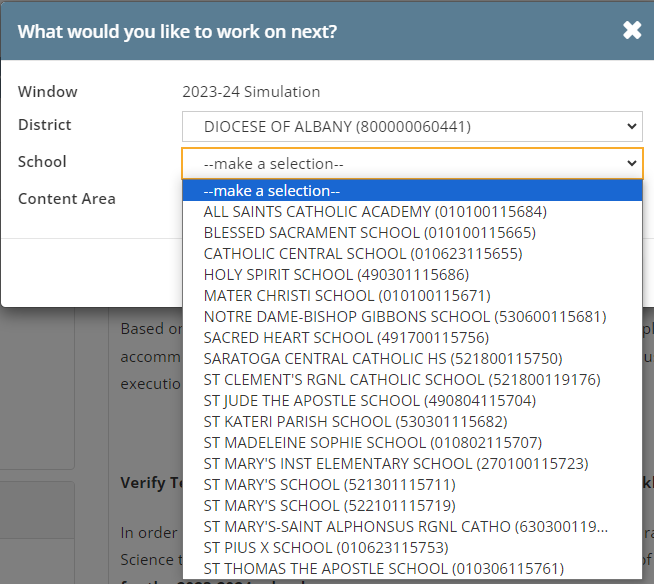 What would you like to work on next?
Window 2023-24 Simulation
District DIOCESE OF ALBANY (800000060441)
School --make a selection--
Content Area
--make a selection--
ALL SAINTS CATHOLIC ACADEMY (010100115684)
BLESSED SACRAMENT SCHOOL (010100115665)
CATHOLIC CENTRAL SCHOOL (010623115655)
HOLY SPIRIT SCHOOL (490301115686)
MATER CHRISTI SCHOOL (010100115671)
NOTRE DAME-BISHOP GIBBONS SCHOOL (530600115681)
SACRED HEART SCHOOL (491700115756)
SARATOGA CENTRAL CATHOLIC HS (521800115750)
ST CLEMENT'S RGNL CATHOLIC SCHOOL (521800119176)
ST JUDE THE APOSTLE SCHOOL (490804115704)
ST KATERI PARISH SCHOOL (530301115682)
ST MADELEINE SOPHIE SCHOOL (010802115707)
ST MARY'S INST ELEMENTARY SCHOOL (270100115723)
ST MARY'S SCHOOL (521301115711)
ST MARY'S SCHOOL (522101115719)
ST MARY'S-SAINT ALPHONSUS RGNL CATHO (630300119...
ST PIUS X SCHOOL (010623115753)
ST THOMAS THE APOSTLE SCHOOL (010306115761)
Based
accomm
executio
Verify
In order
Science